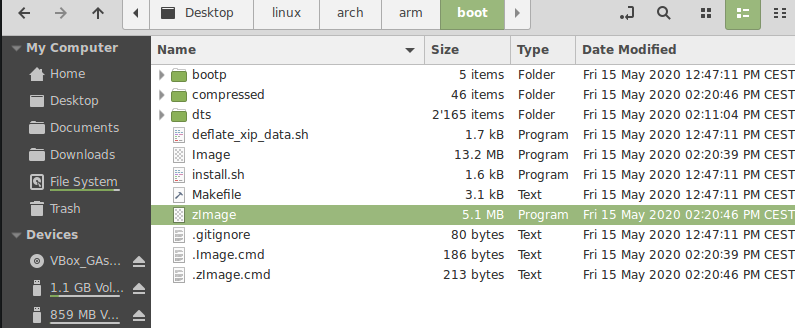 Desktop linux arch arm boot
My Computer
Home
Desktop
Documents
Downloads
File System
Trash
Devices
VBox_GAs...
1.1 GB Vol...
859 MB V...
Name Size Type Date Modified
bootp 5 items Folder Fri 15 May 2020 12:47:11 PM CEST
compressed 46 items Folder Fri 15 May 2020 02:20:46 PM CEST
dts 2'165 items Folder Fri 15 May 2020 02:11:04 PM CEST
deflate_xip_data.sh 1.7 kB Program Fri 15 May 2020 12:47:11 PM CEST
Image 13.2 MB Program Fri 15 May 2020 02:20:39 PM CEST
install.sh 1.6 kB Program Fri 15 May 2020 12:47:11 PM CEST
Makefile 3.1 kB Text Fri 15 May 2020 12:47:11 PM CEST
zImage 5.1 MB Program Fri 15 May 2020 02:20:46 PM CEST
.gitignore 80 bytes Text Fri 15 May 2020 12:47:11 PM CEST
.Image.cmd 186 bytes Text Fri 15 May 2020 02:20:39 PM CEST
.zImage.cmd 213 bytes Text Fri 15 May 2020 02:20:46 PM CEST